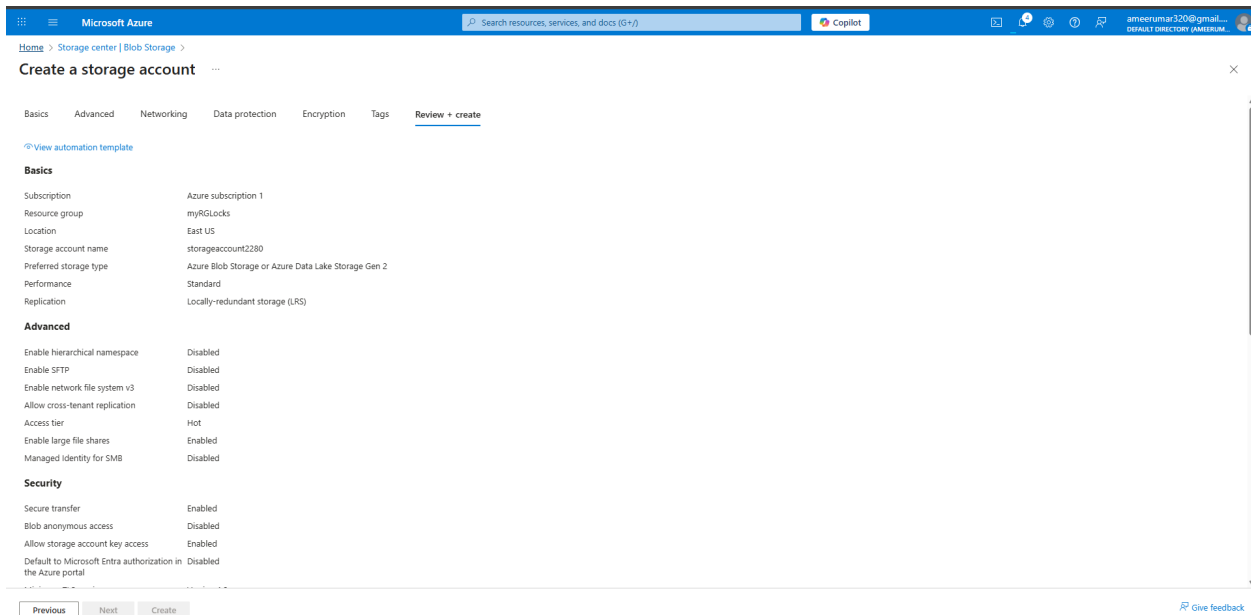 Microsoft Azure
Search resources, services, and docs (G+/)
Copilot
4
ameerumar320@gmail....
DEFAULT DIRECTORY (AMEERUM...
Home > Storage center | Blob Storage >
Create a storage account ...
Basics Advanced Networking Data protection Encryption Tags Review + create
View automation template
Basics
Subscription Azure subscription 1
Resource group myRGLocks
Location East US
Storage account name storageaccount2280
Preferred storage type Azure Blob Storage or Azure Data Lake Storage Gen 2
Performance Standard
Replication Locally-redundant storage (LRS)
Advanced
Enable hierarchical namespace Disabled
Enable SFTP Disabled
Enable network file system v3 Disabled
Allow cross-tenant replication Disabled
Access tier Hot
Enable large file shares Enabled
Managed Identity for SMB Disabled
Security
Secure transfer Enabled
Blob anonymous access Disabled
Allow storage account key access Enabled
Default to Microsoft Entra authorization in Disabled
the Azure portal
Previous Next Create Give feedback